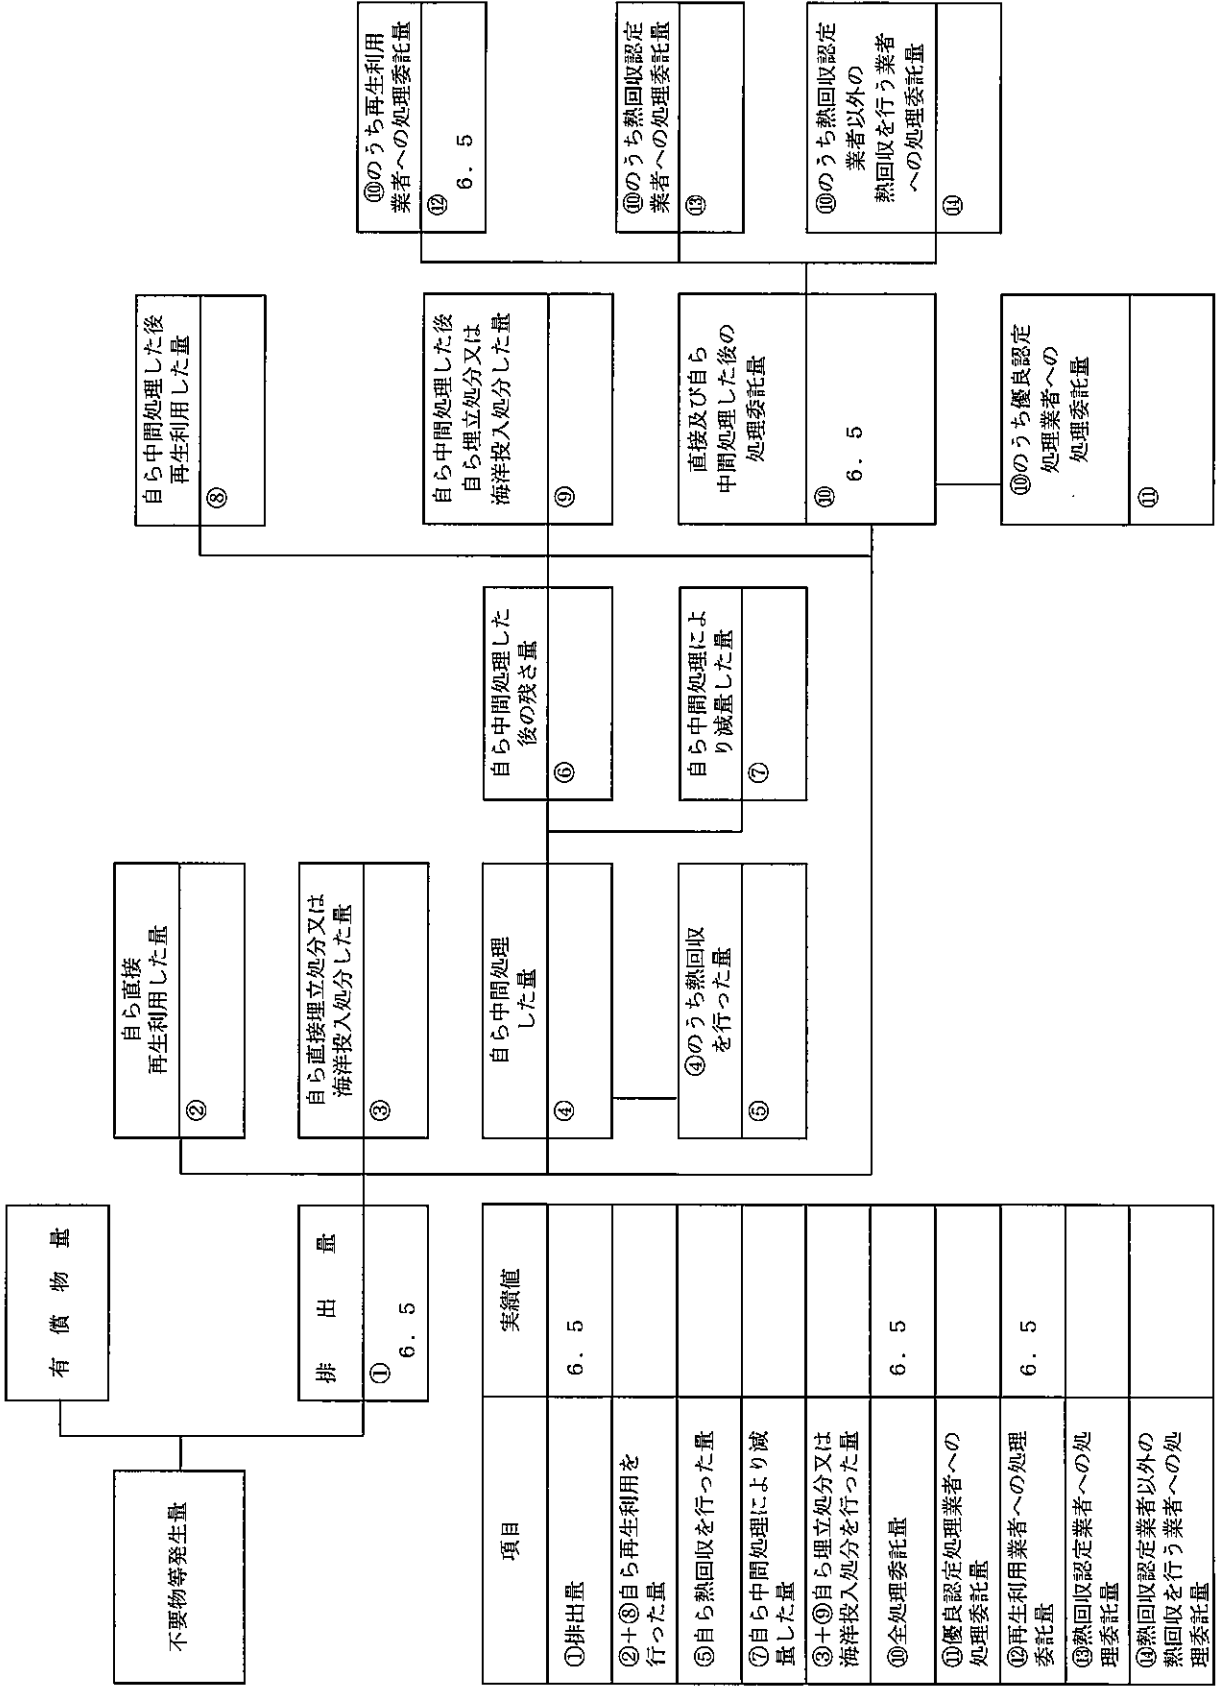 不要物等発生量
有償物量
排出量
①
6.5
自ら直接
再生利用した量
②
自ら直接埋立処分又は
海洋投入処分した量
③
自ら中間処理
した量
④
④のうち熱回収
を行った量
⑤
自ら中間処理した
後の残さ量
⑥
自ら中間処理によ
り減量した量
⑦
自ら中間処理した後
再生利用した量
⑧
自ら中間処理した後
自ら埋立処分又は
海洋投入処分した量
⑨
直接及び自ら
中間処理した後の
処理委託量
⑩
6.5
⑩のうち優良認定
処理業者への
処理委託量
⑪
⑩のうち再生利用
業者への処理委託量
⑫
6.5
⑩のうち熱回収認定
業者への処理委託量
⑬
⑩のうち熱回収認定
業者以外の
熱回収を行う業者
への処理委託量
⑭
項目 実績値
①排出量 6.5
②+⑧自ら再生利用を
行った量
⑤自ら熱回収を行った量
⑦自ら中間処理により減
量した量
③+⑨自ら埋立処分又は
海洋投入処分を行った量
⑩全処理委託量 6.5
⑪優良認定処理業者への
処理委託量
⑫再生利用業者への処理
委託量 6.5
⑬熱回収認定業者への処
理委託量
⑭熱回収認定業者以外の
熱回収を行う業者への処
理委託量